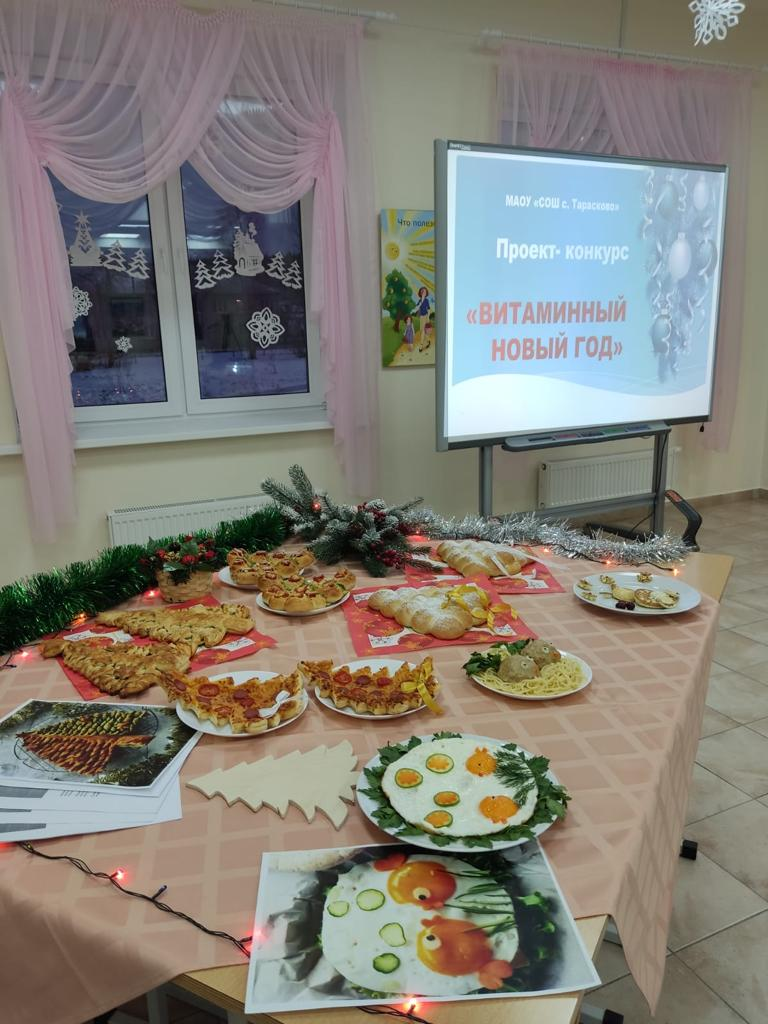 МАОУ «СОШ с. Тарасково»
Проект- конкурс
«ВИТАМИННЫЙ
НОВЫЙ ГОД»
Что полез